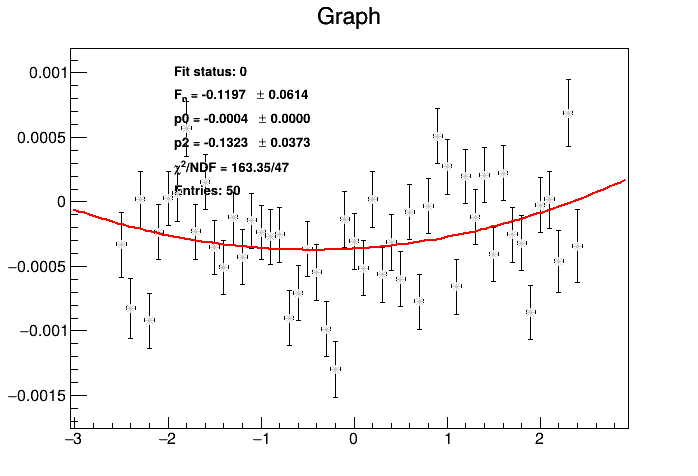 Graph
Fit status: 0
Fn = -0.1197 ± 0.0614
p0 = -0.0004 ± 0.0000
p2 = -0.1323 ± 0.0373
χ²/NDF = 163.35/47
Entries: 50
0.001
0.0005
0
−0.0005
−0.001
−0.0015
−3 −2 −1 0 1 2